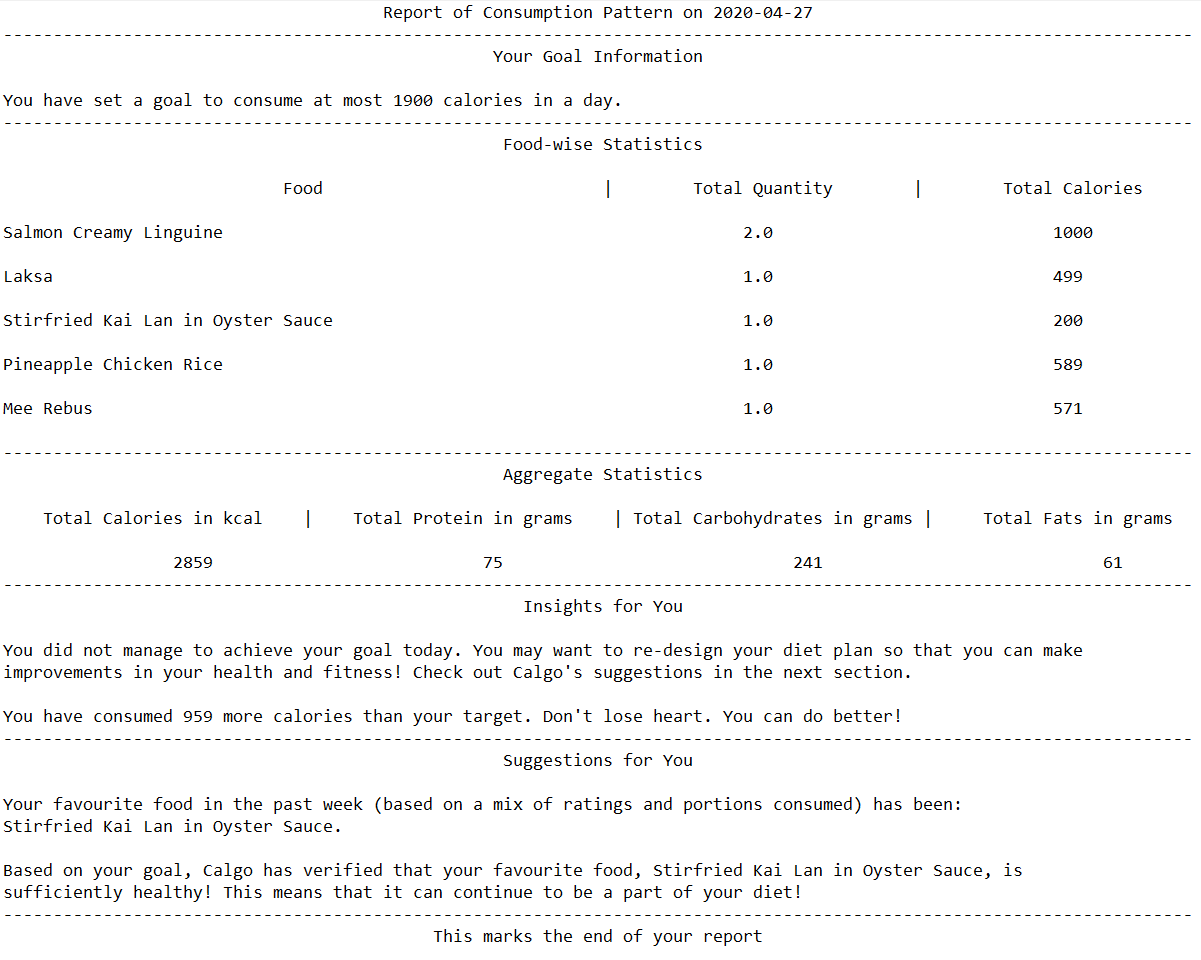 Report of Consumption Pattern on 2020-04-27
-----------------------------------------------------------------------------------------------------------------------
Your Goal Information
You have set a goal to consume at most 1900 calories in a day.
-----------------------------------------------------------------------------------------------------------------------
Food-wise Statistics
Food | Total Quantity | Total Calories
Salmon Creamy Linguine 2.0 1000
Laksa 1.0 499
Stirfried Kai Lan in Oyster Sauce 1.0 200
Pineapple Chicken Rice 1.0 589
Mee Rebus 1.0 571
-----------------------------------------------------------------------------------------------------------------------
Aggregate Statistics
Total Calories in kcal | Total Protein in grams | Total Carbohydrates in grams | Total Fats in grams
2859 75 241 61
-----------------------------------------------------------------------------------------------------------------------
Insights for You
You did not manage to achieve your goal today. You may want to re-design your diet plan so that you can make
improvements in your health and fitness! Check out Calgo's suggestions in the next section.
You have consumed 959 more calories than your target. Don't lose heart. You can do better!
-----------------------------------------------------------------------------------------------------------------------
Suggestions for You
Your favourite food in the past week (based on a mix of ratings and portions consumed) has been:
Stirfried Kai Lan in Oyster Sauce.
Based on your goal, Calgo has verified that your favourite food, Stirfried Kai Lan in Oyster Sauce, is
sufficiently healthy! This means that it can continue to be a part of your diet!
-----------------------------------------------------------------------------------------------------------------------
This marks the end of your report